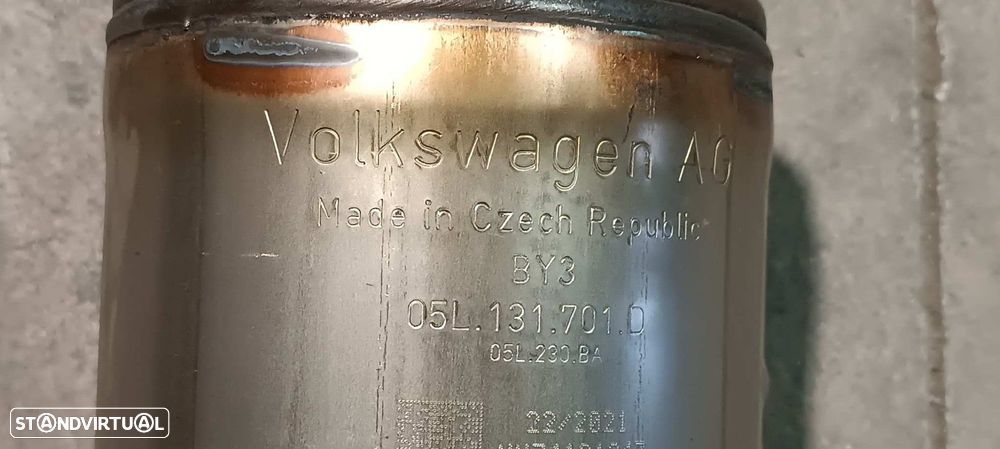 Volkswagen AG
Made in Czech Republic
BY3
05L.131.701.D
05L.230.BA
22/2021
STANDVIRTUAL